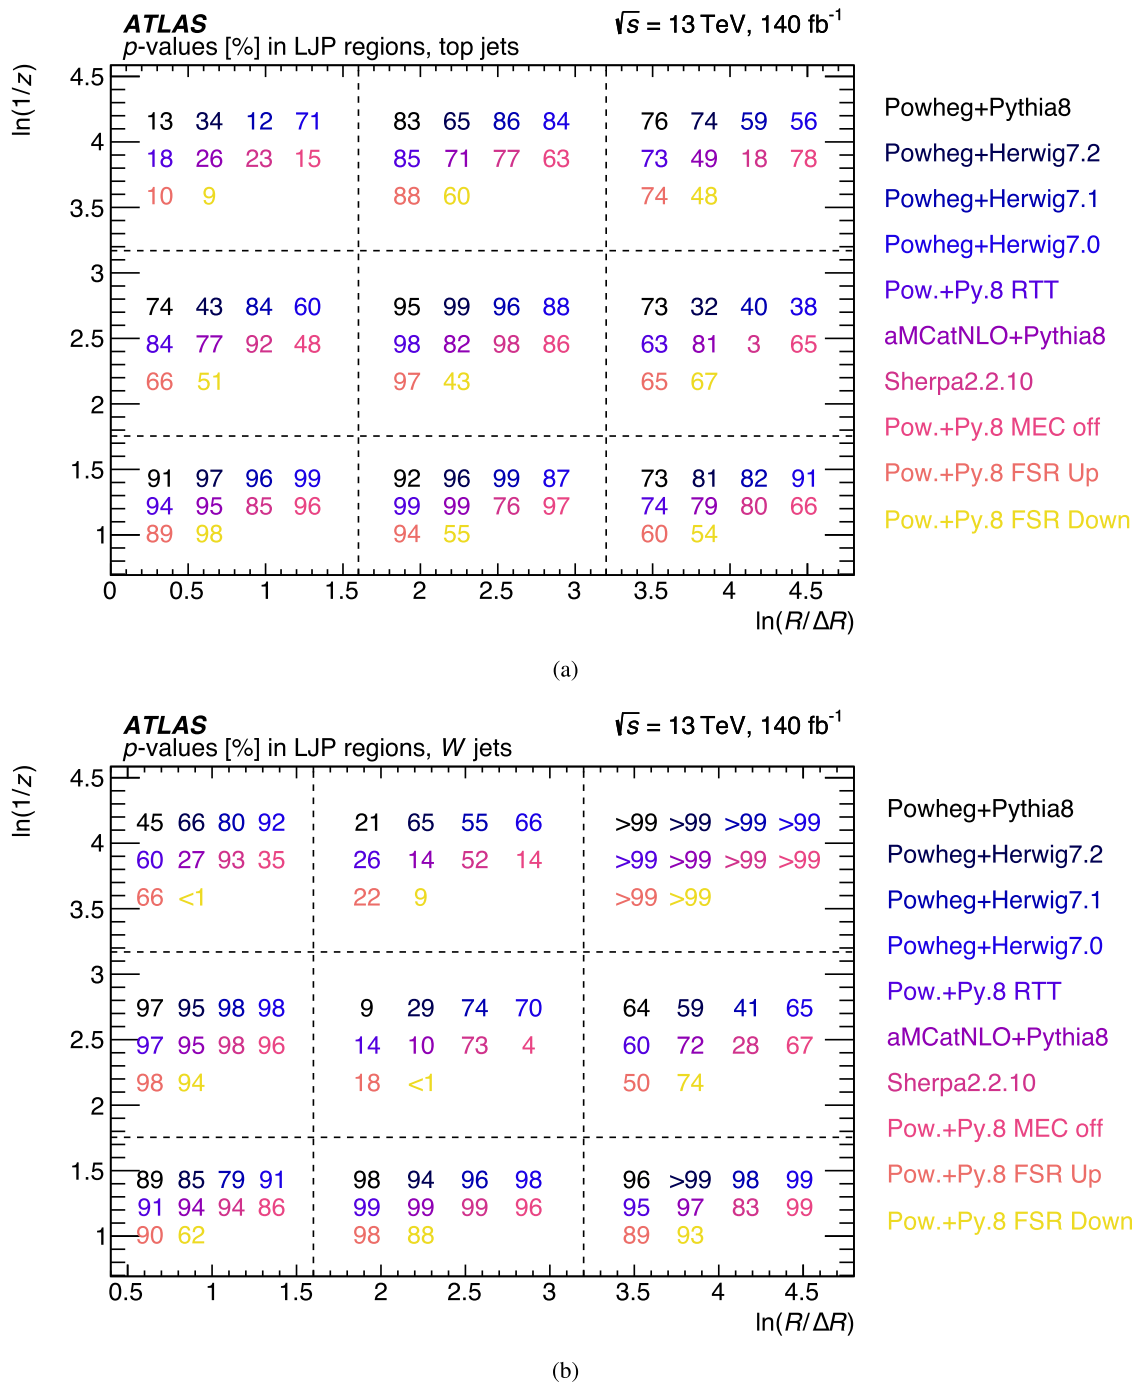 ATLAS
√s = 13 TeV, 140 fb⁻¹
p-values [%] in LJP regions, top jets
ln(1/z)
4.5
4
3.5
3
2.5
2
1.5
1
13 34 12 71
18 26 23 15
10 9
83 65 86 84
85 71 77 63
88 60
76 74 59 56
73 49 18 78
74 48
74 43 84 60
84 77 92 48
66 51
95 99 96 88
98 82 98 86
97 43
73 32 40 38
63 81 3 65
65 67
91 97 96 99
94 95 85 96
89 98
92 96 99 87
99 99 76 97
94 55
73 81 82 91
74 79 80 66
60 54
0 0.5 1 1.5 2 2.5 3 3.5 4 4.5
ln(R/ΔR)
Powheg+Pythia8
Powheg+Herwig7.2
Powheg+Herwig7.1
Powheg+Herwig7.0
Pow.+Py.8 RTT
aMCatNLO+Pythia8
Sherpa2.2.10
Pow.+Py.8 MEC off
Pow.+Py.8 FSR Up
Pow.+Py.8 FSR Down
(a)
ATLAS
√s = 13 TeV, 140 fb⁻¹
p-values [%] in LJP regions, W jets
ln(1/z)
4.5
4
3.5
3
2.5
2
1.5
1
45 66 80 92
60 27 93 35
66 <1
21 65 55 66
26 14 52 14
22 9
>99 >99 >99 >99
>99 >99 >99 >99
>99 >99
97 95 98 98
97 95 98 96
98 94
9 29 74 70
14 10 73 4
18 <1
64 59 41 65
60 72 28 67
50 74
89 85 79 91
91 94 94 86
90 62
98 94 96 98
99 99 99 96
98 88
96 >99 98 99
95 97 83 99
89 93
0.5 1 1.5 2 2.5 3 3.5 4 4.5
ln(R/ΔR)
Powheg+Pythia8
Powheg+Herwig7.2
Powheg+Herwig7.1
Powheg+Herwig7.0
Pow.+Py.8 RTT
aMCatNLO+Pythia8
Sherpa2.2.10
Pow.+Py.8 MEC off
Pow.+Py.8 FSR Up
Pow.+Py.8 FSR Down
(b)